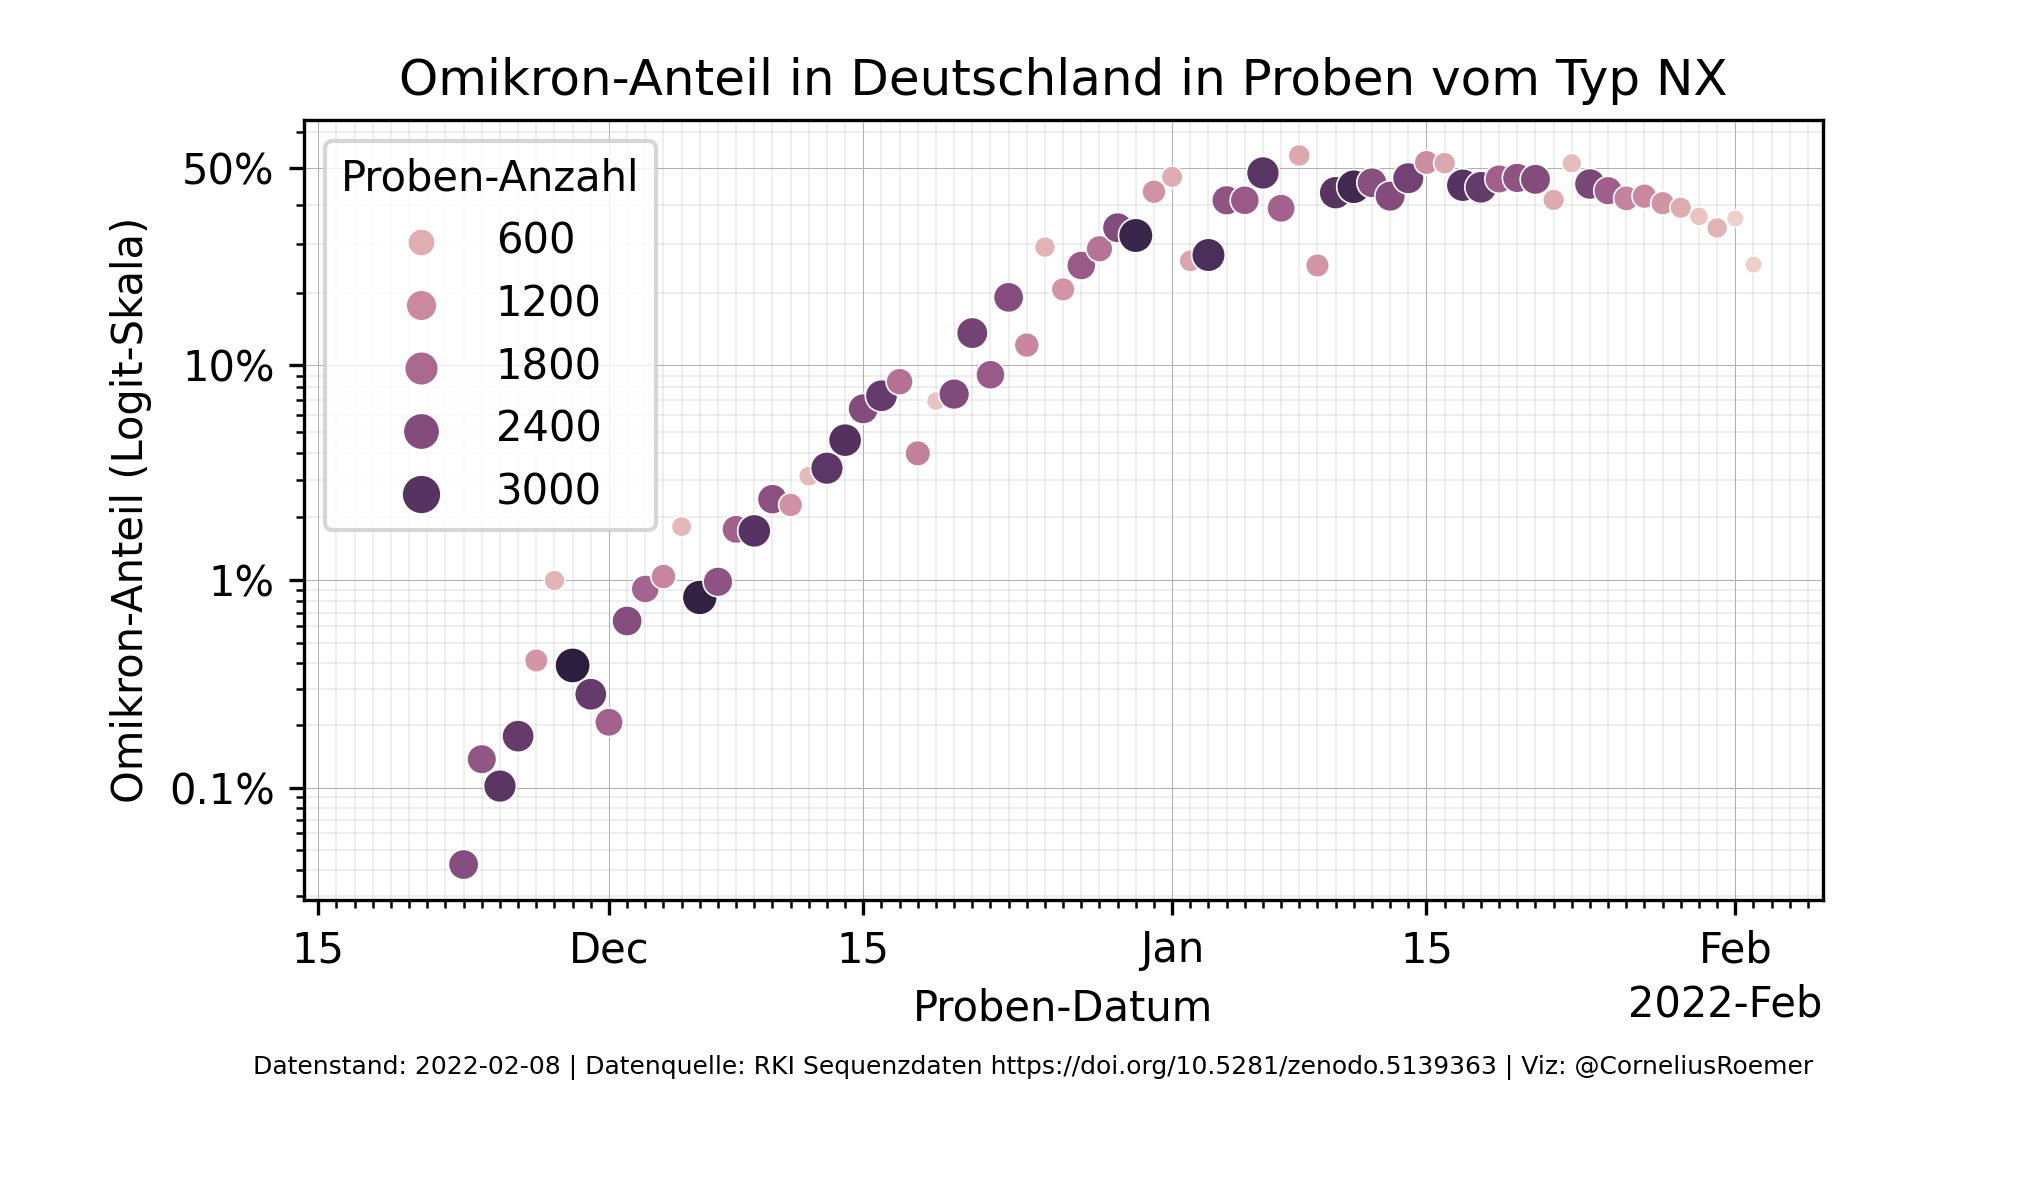 Omikron-Anteil in Deutschland in Proben vom Typ NX
Omikron-Anteil (Logit-Skala)
50%
10%
1%
0.1%
Proben-Anzahl
600
1200
1800
2400
3000
15
Dec
15
Jan
15
Feb
Proben-Datum
2022-Feb
Datenstand: 2022-02-08 | Datenquelle: RKI Sequenzdaten https://doi.org/10.5281/zenodo.5139363 | Viz: @CorneliusRoemer